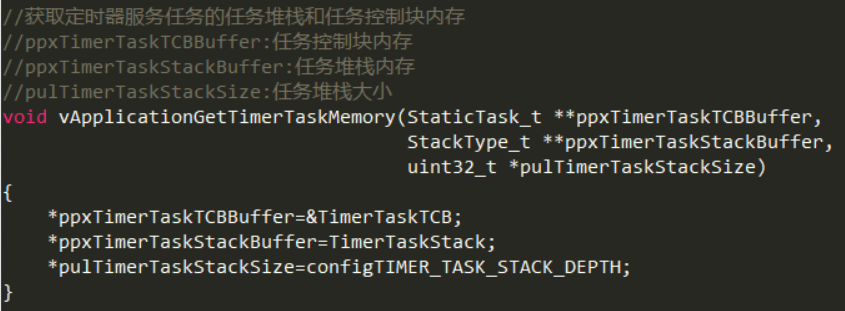 //获取定时器服务任务的任务堆栈和任务控制块内存
//ppxTimerTaskTCBBuffer:任务控制块内存
//ppxTimerTaskStackBuffer:任务堆栈内存
//pulTimerTaskStackSize:任务堆栈大小
void vApplicationGetTimerTaskMemory(StaticTask_t **ppxTimerTaskTCBBuffer,
                                    StackType_t **ppxTimerTaskStackBuffer,
                                    uint32_t *pulTimerTaskStackSize)
{
    *ppxTimerTaskTCBBuffer=&TimerTaskTCB;
    *ppxTimerTaskStackBuffer=TimerTaskStack;
    *pulTimerTaskStackSize=configTIMER_TASK_STACK_DEPTH;
}